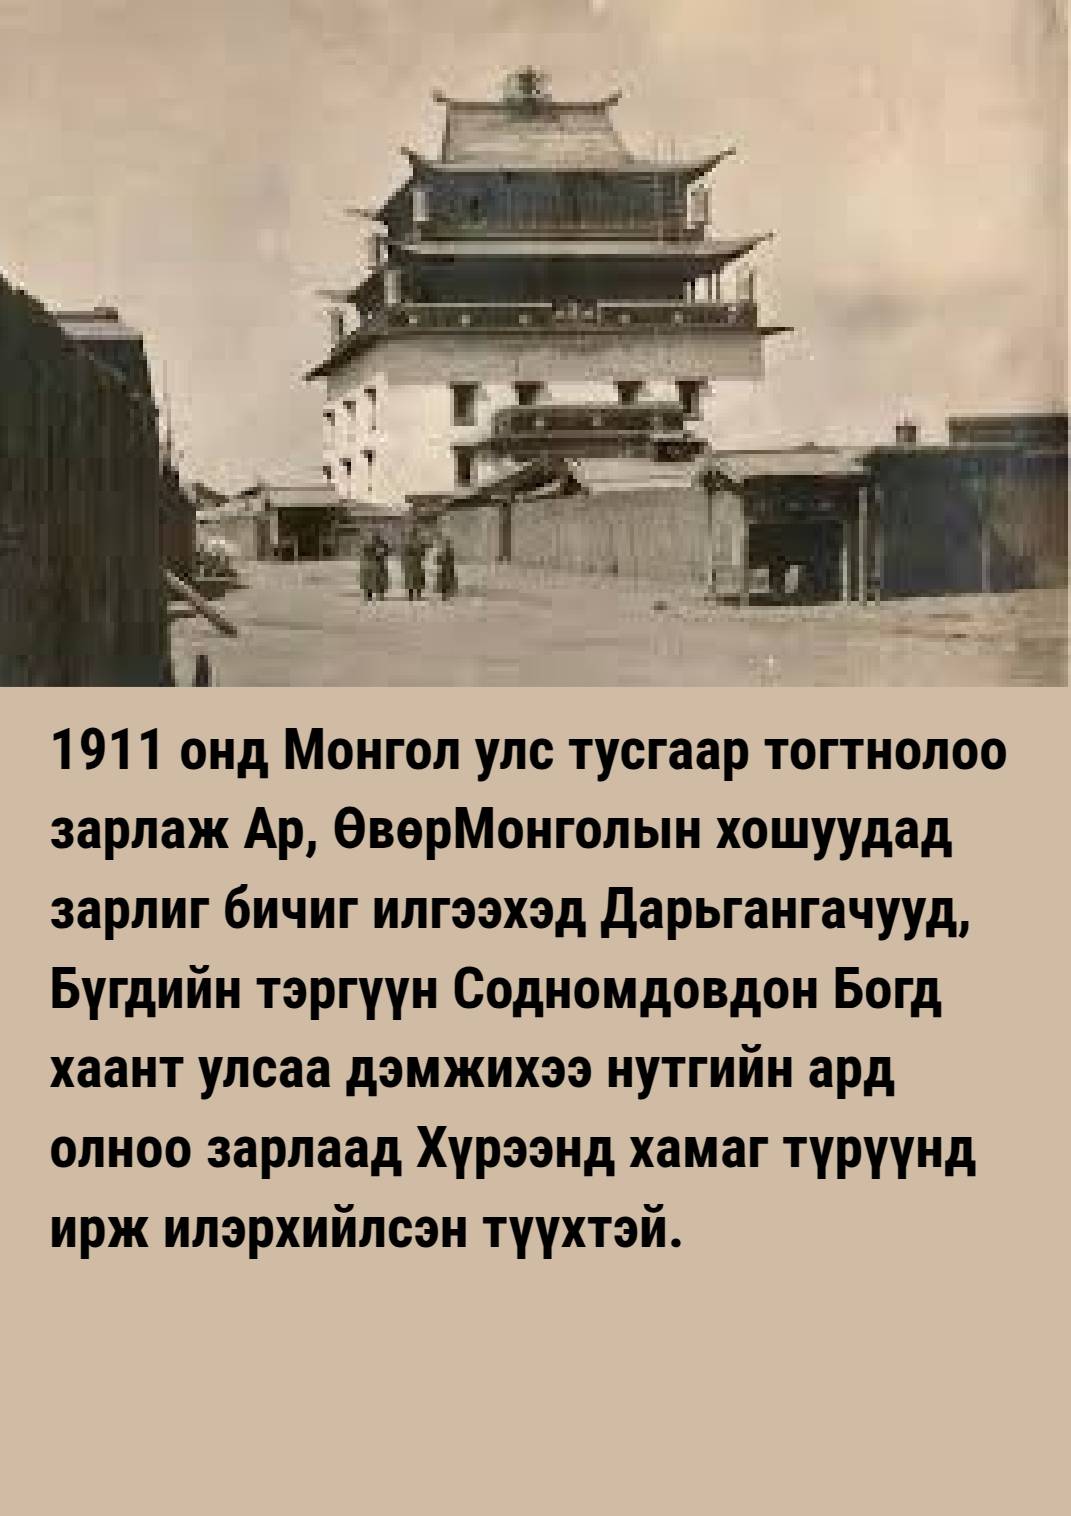 1911 онд Монгол улс тусгаар тогтнолоо
зарлаж Ар, ӨвөрМонголын хошуудад
зарлиг бичиг илгээхэд Дарьгангачууд,
Бүгдийн тэргүүн Содномдовдон Богд
хаант улсаа дэмжихээ нутгийн ард
олноо зарлаад Хүрээнд хамаг түрүүнд
ирж илэрхийлсэн түүхтэй.